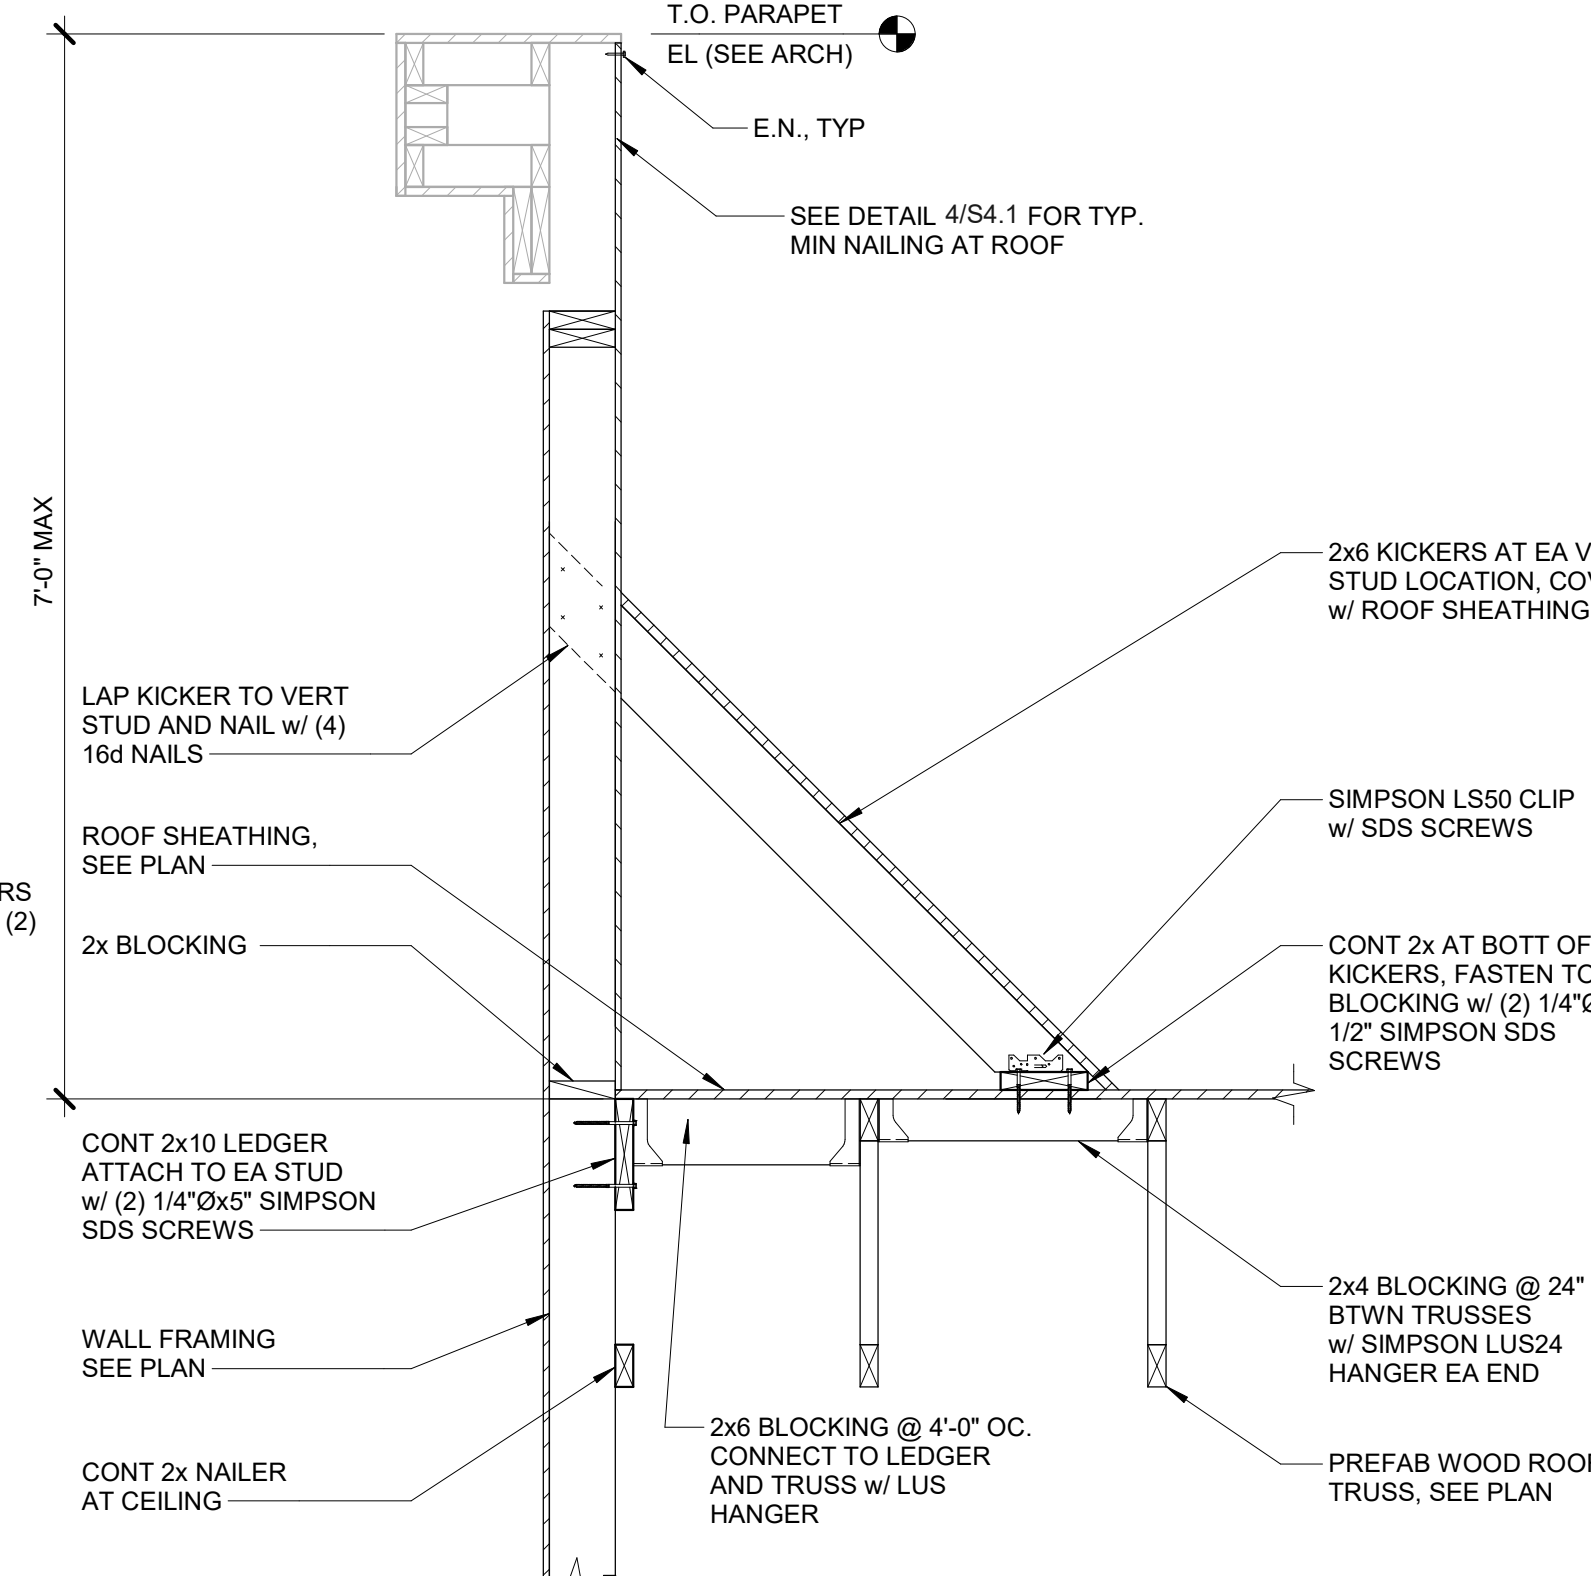 T.O. PARAPET
EL (SEE ARCH)
E.N., TYP
SEE DETAIL 4/S4.1 FOR TYP.
MIN NAILING AT ROOF
7'-0" MAX
2x6 KICKERS AT EA V
STUD LOCATION, COV
w/ ROOF SHEATHING
LAP KICKER TO VERT
STUD AND NAIL w/ (4)
16d NAILS
SIMPSON LS50 CLIP
w/ SDS SCREWS
ROOF SHEATHING,
SEE PLAN
RS
(2)
2x BLOCKING
CONT 2x AT BOTT OF
KICKERS, FASTEN TO
BLOCKING w/ (2) 1/4"Ø
1/2" SIMPSON SDS
SCREWS
CONT 2x10 LEDGER
ATTACH TO EA STUD
w/ (2) 1/4"Øx5" SIMPSON
SDS SCREWS
2x4 BLOCKING @ 24"
BTWN TRUSSES
w/ SIMPSON LUS24
HANGER EA END
WALL FRAMING
SEE PLAN
2x6 BLOCKING @ 4'-0" OC.
CONNECT TO LEDGER
AND TRUSS w/ LUS
HANGER
CONT 2x NAILER
AT CEILING
PREFAB WOOD ROOF
TRUSS, SEE PLAN